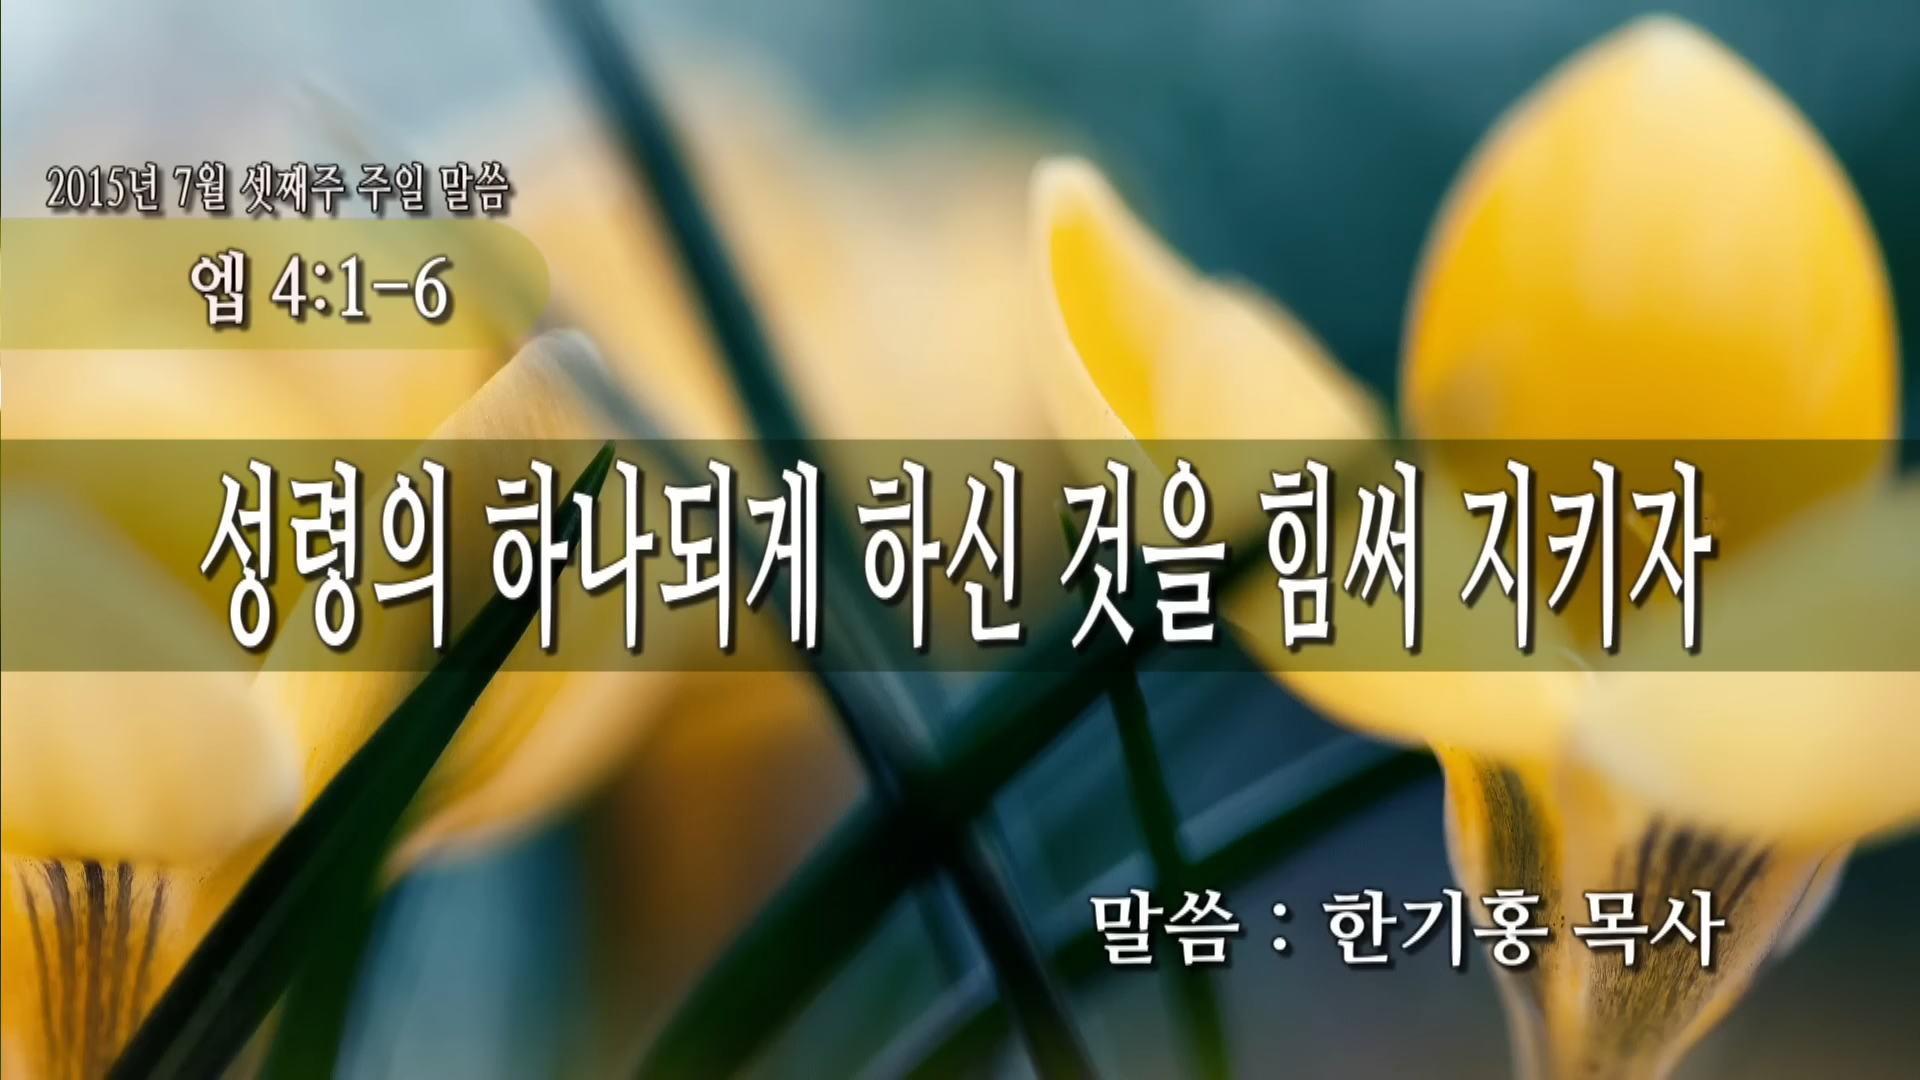 2015년 7월 셋째주 주일 말씀
엡 4:1-6
성령의 하나되게 하신 것을 힘써 지키자
말씀 : 한기홍 목사